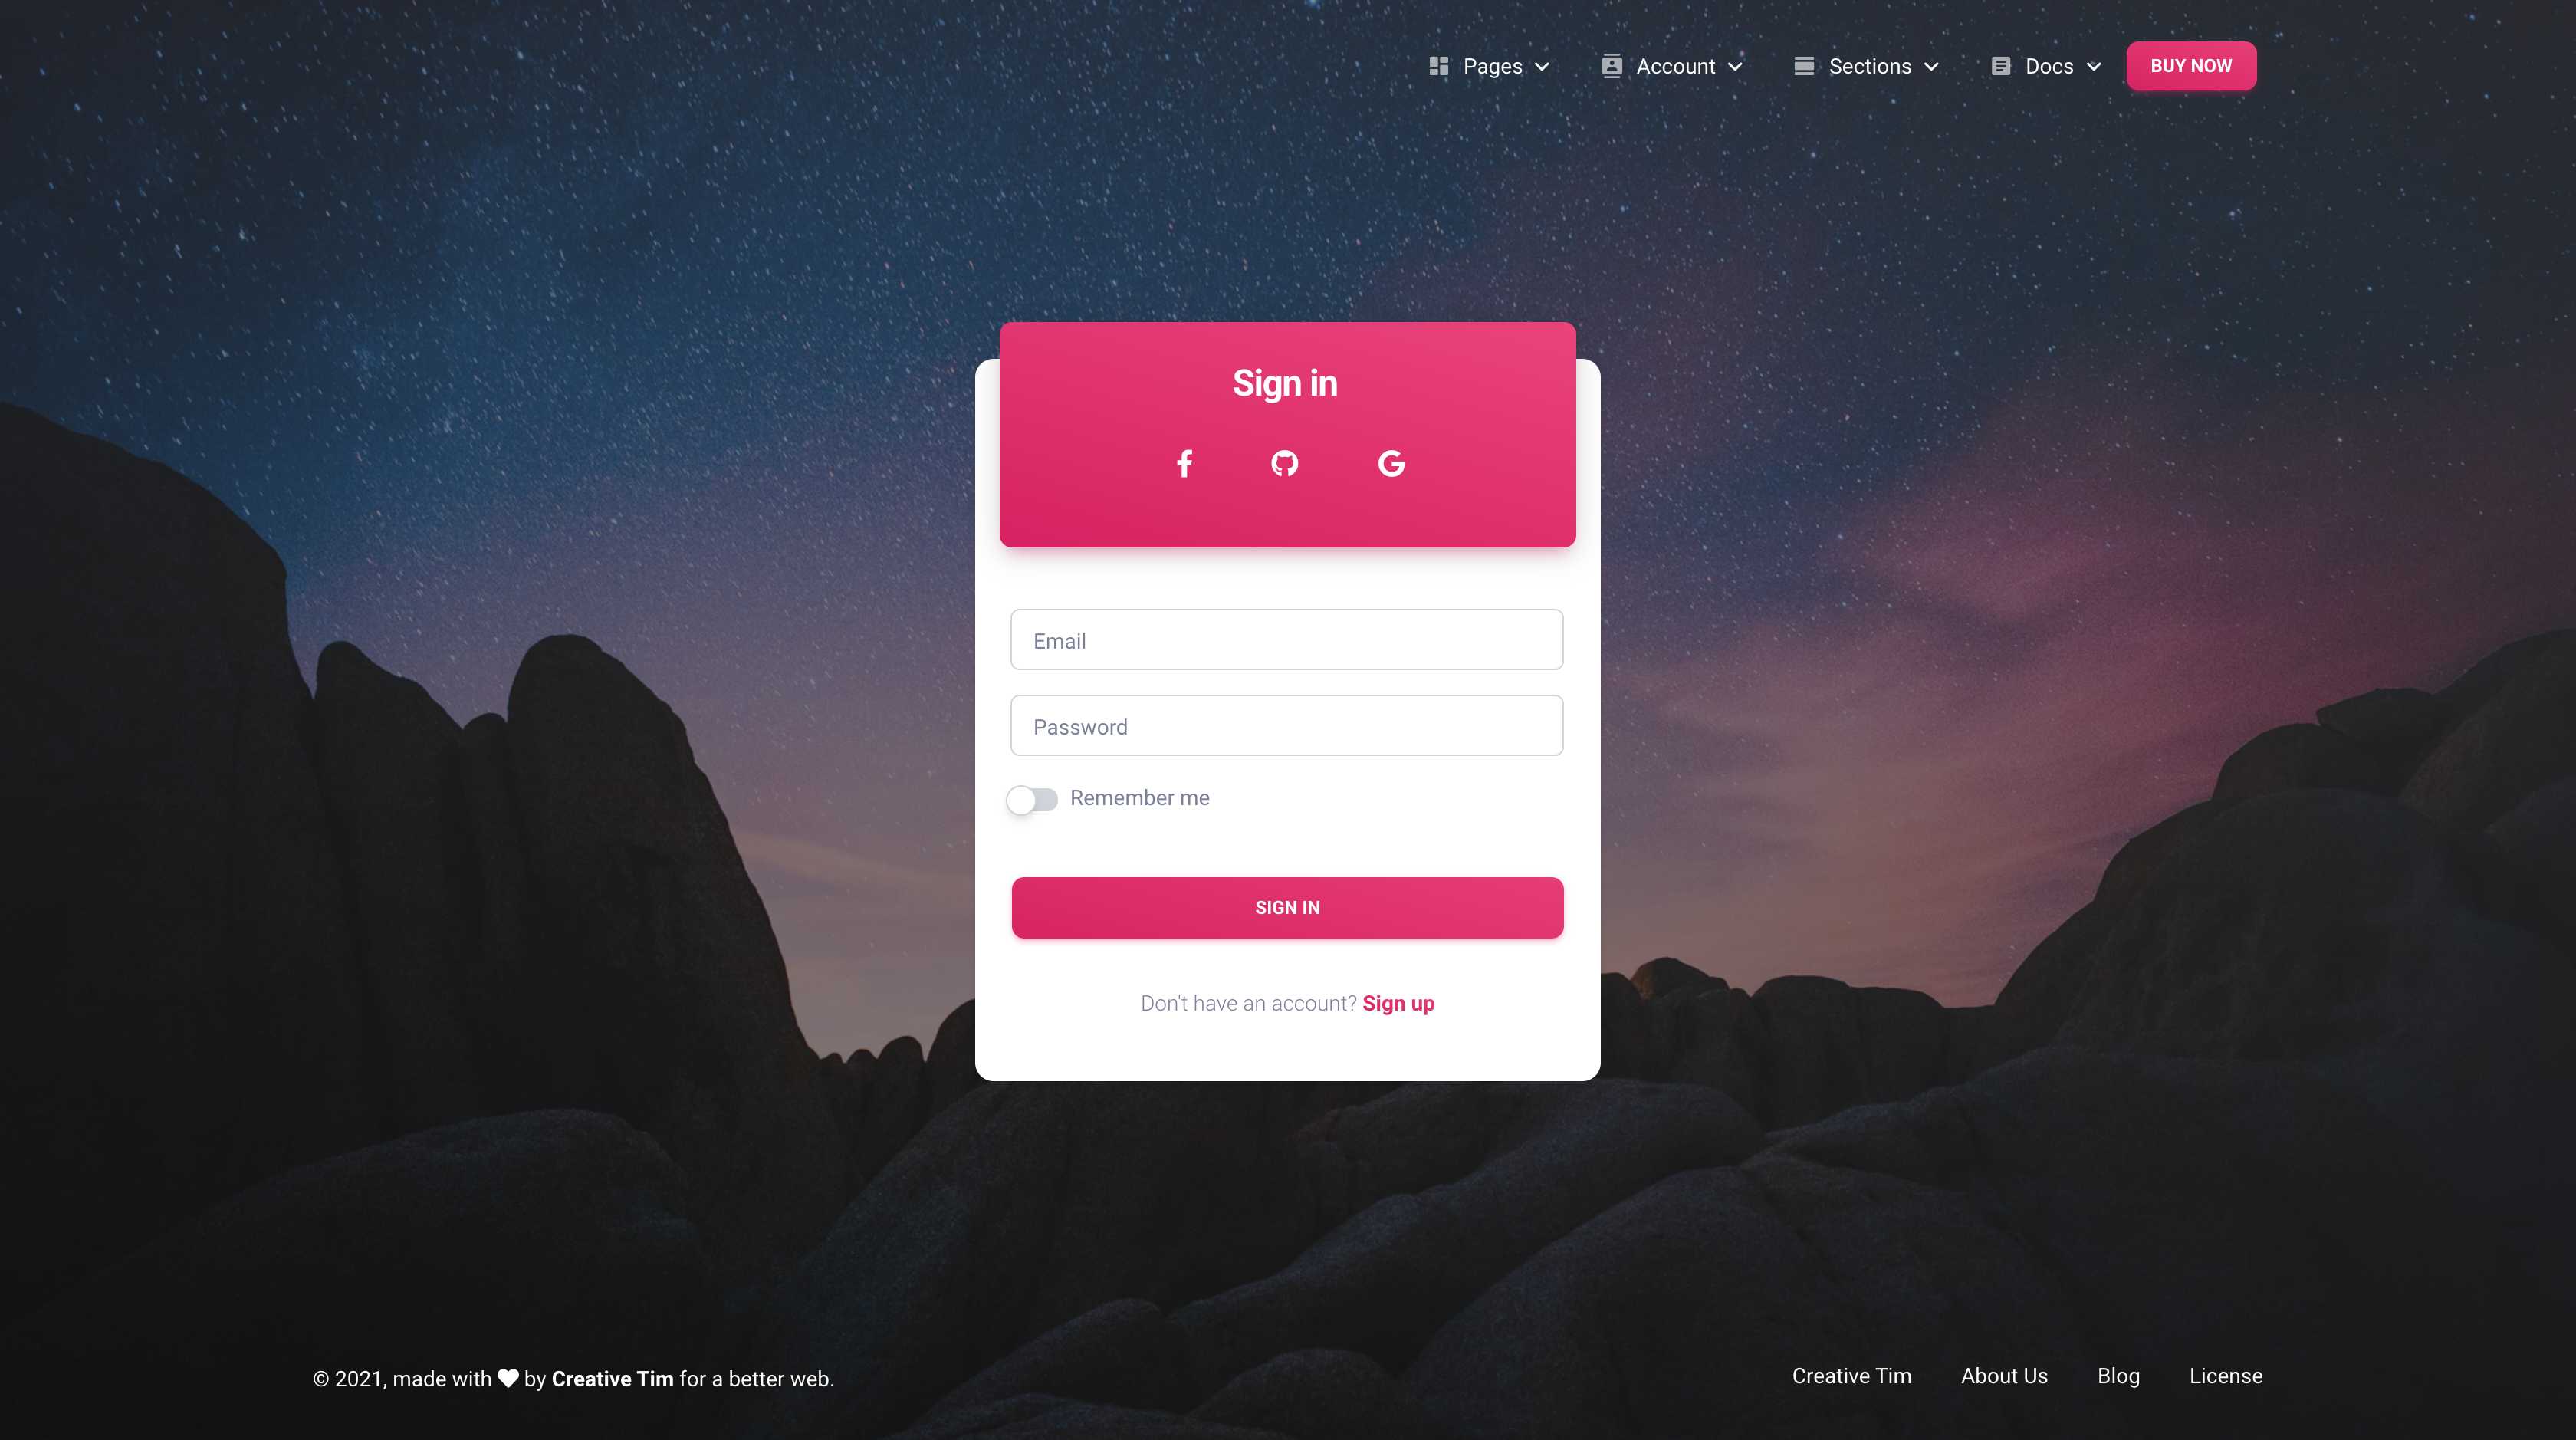 Pages
Account
Sections
Docs
BUY NOW
Sign in
Email
Password
Remember me
SIGN IN
Don't have an account? Sign up
© 2021, made with by Creative Tim for a better web.
Creative Tim
About Us
Blog
License